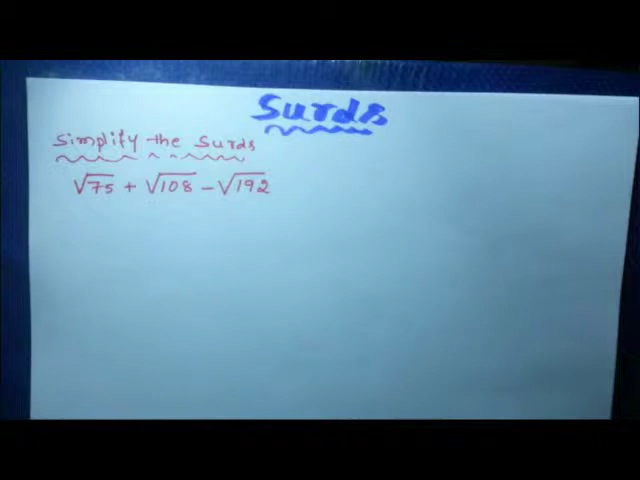 Surds
Simplify the Surds
√75 + √108 − √192